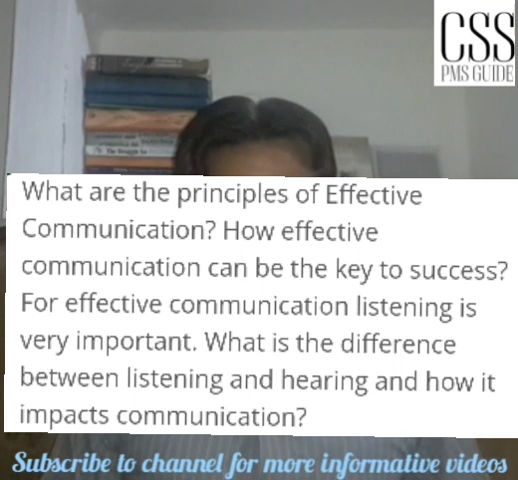 CSS
PMS GUIDE
What are the principles of Effective
Communication? How effective
communication can be the key to success?
For effective communication listening is
very important. What is the difference
between listening and hearing and how it
impacts communication?
Subscribe to channel for more informative videos